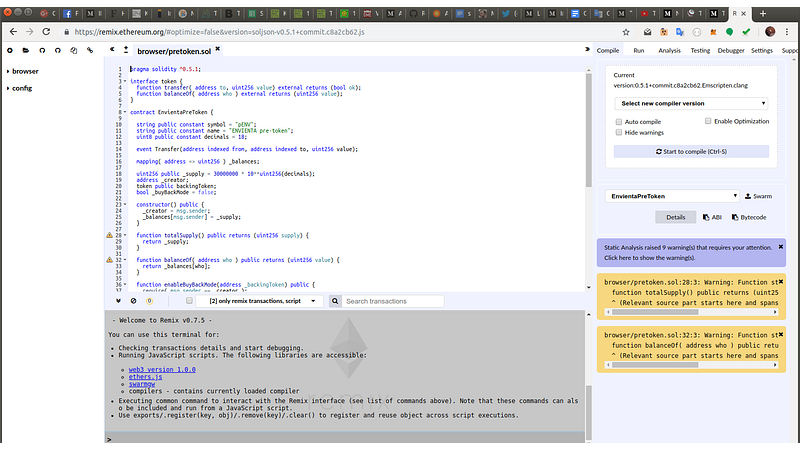 https://remix.ethereum.org/#optimize=false&version=soljson-v0.5.1+commit.c8a2cb62.js
browser
config
browser/pretoken.sol
1 pragma solidity ^0.5.1;
2
3 interface token {
4 function transfer( address to, uint256 value) external returns (bool ok);
5 function balanceOf( address who ) external returns (uint256 value);
6 }
7
8 contract EnvientaPreToken {
9
10 string public constant symbol = "pENV";
11 string public constant name = "ENVIENTA pre-token";
12 uint8 public constant decimals = 18;
13
14 event Transfer(address indexed from, address indexed to, uint256 value);
15
16 mapping( address => uint256 ) _balances;
17
18 uint256 public _supply = 30000000 * 10**uint256(decimals);
19 address _creator;
20 token public backingToken;
21 bool _buyBackMode = false;
22
23 constructor() public {
24 _creator = msg.sender;
25 _balances[msg.sender] = _supply;
26 }
27
28 function totalSupply() public returns (uint256 supply) {
29 return _supply;
30 }
31
32 function balanceOf( address who ) public returns (uint256 value) {
33 return _balances[who];
34 }
35
36 function enableBuyBackMode(address _backingToken) public {
require( msg.sender == _creator );
0
[2] only remix transactions, script
Search transactions
- Welcome to Remix v0.7.5 -
You can use this terminal for:
Checking transactions details and start debugging.
Running JavaScript scripts. The following libraries are accessible:
web3 version 1.0.0
ethers.js
swarmgw
compilers - contains currently loaded compiler
Executing common command to interact with the Remix interface (see list of commands above). Note that these commands can als
o be included and run from a JavaScript script.
Use exports/.register(key, obj)/.remove(key)/.clear() to register and reuse object across script executions.
>
Compile Run Analysis Testing Debugger Settings Suppo
Current
version:0.5.1+commit.c8a2cb62.Emscripten.clang
Select new compiler version
Auto compile
Enable Optimization
Hide warnings
Start to compile (Ctrl-S)
EnvientaPreToken
Swarm
Details ABI Bytecode
Static Analysis raised 9 warning(s) that requires your attention.
Click here to show the warning(s).
browser/pretoken.sol:28:3: Warning: Function st
function totalSupply() public returns (uint25
^ (Relevant source part starts here and spans
browser/pretoken.sol:32:3: Warning: Function st
function balanceOf( address who ) public retu
^ (Relevant source part starts here and spans